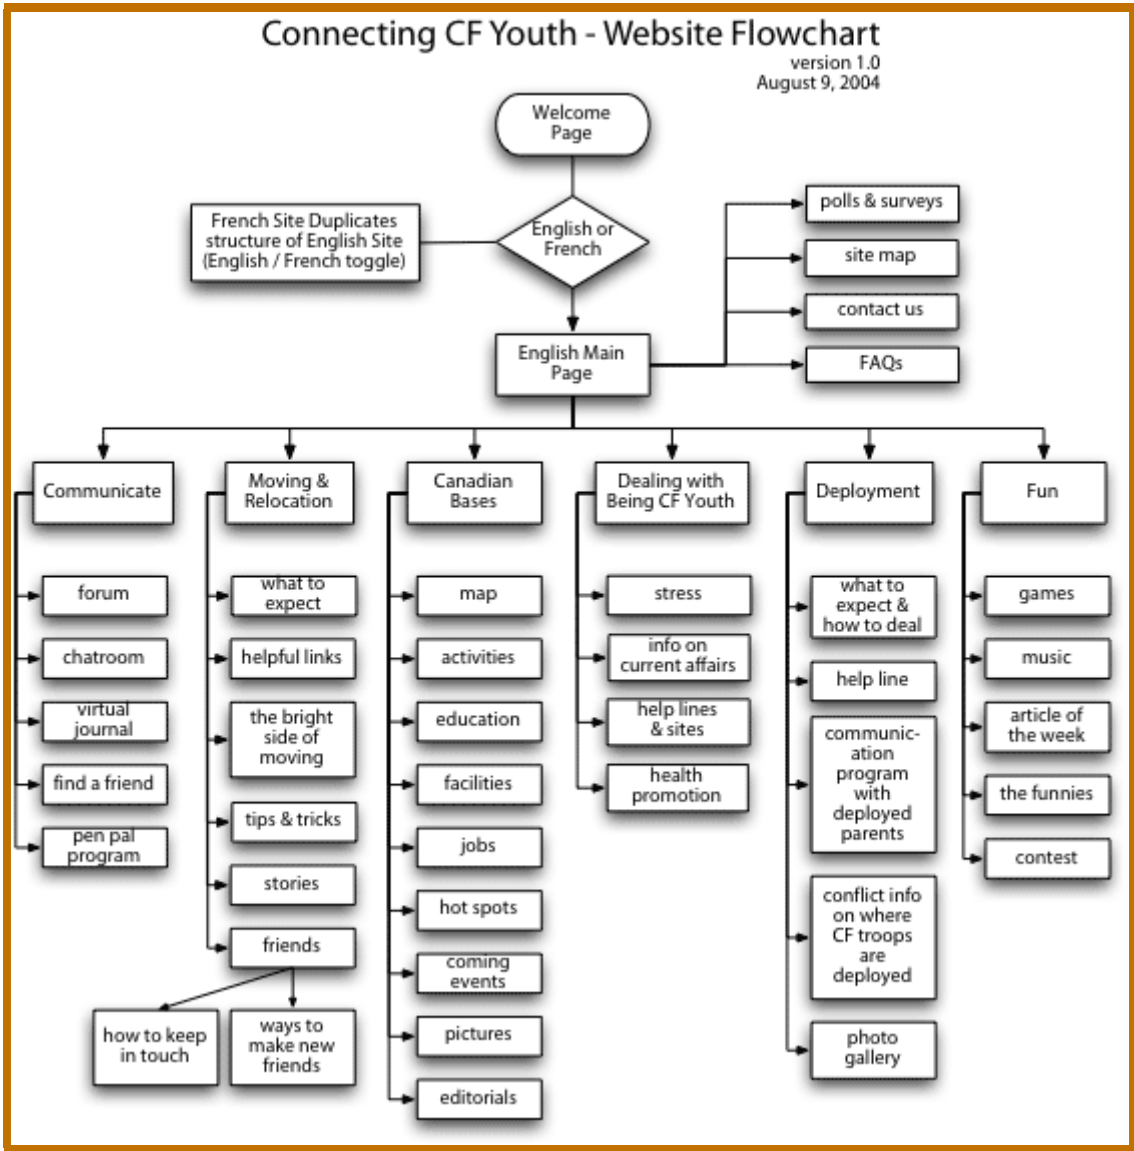 Connecting CF Youth - Website Flowchart
version 1.0
August 9, 2004
Welcome
Page
English or
French
French Site Duplicates
structure of English Site
(English / French toggle)
polls & surveys
site map
contact us
FAQs
English Main
Page
Communicate
forum
chatroom
virtual
journal
find a friend
pen pal
program
Moving &
Relocation
what to
expect
helpful links
the bright
side of
moving
tips & tricks
stories
friends
how to keep
in touch
ways to
make new
friends
Canadian
Bases
map
activities
education
facilities
jobs
hot spots
coming
events
pictures
editorials
Dealing with
Being CF Youth
stress
info on
current affairs
help lines
& sites
health
promotion
Deployment
what to
expect &
how to deal
help line
communic-
ation
program
with
deployed
parents
conflict info
on where
CF troops
are
deployed
photo
gallery
Fun
games
music
article of
the week
the funnies
contest